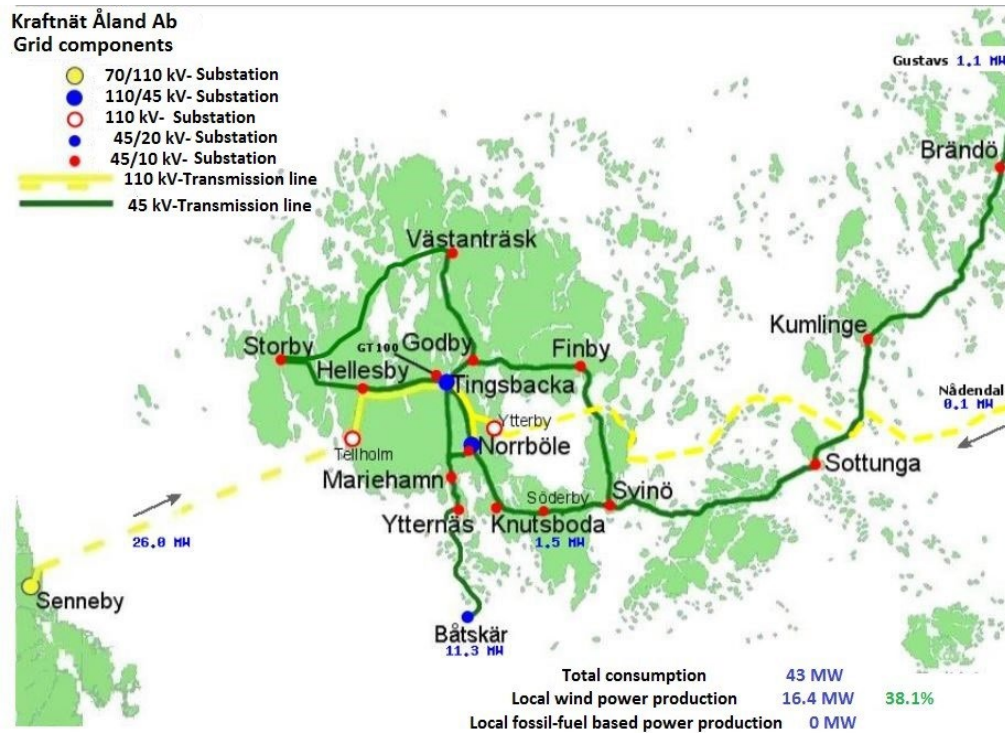 Kraftnät Åland Ab
Grid components
70/110 kV- Substation
110/45 kV- Substation
110 kV- Substation
45/20 kV- Substation
45/10 kV- Substation
110 kV-Transmission line
45 kV-Transmission line
Gustavs 1.1 MW
Brändö
Västanträsk
Kumlinge
Storby
GT100
Godby
Finby
Hellesby
Tingsbacka
Nådendal
0.1 MW
Ytterby
Tellholm
Norrböle
Mariehamn
Sottunga
Svinö
Söderby
Ytternäs
Knutsboda
1.5 MW
26.0 MW
Senneby
Båtskär
11.3 MW
Total consumption 43 MW
Local wind power production 16.4 MW 38.1%
Local fossil-fuel based power production 0 MW